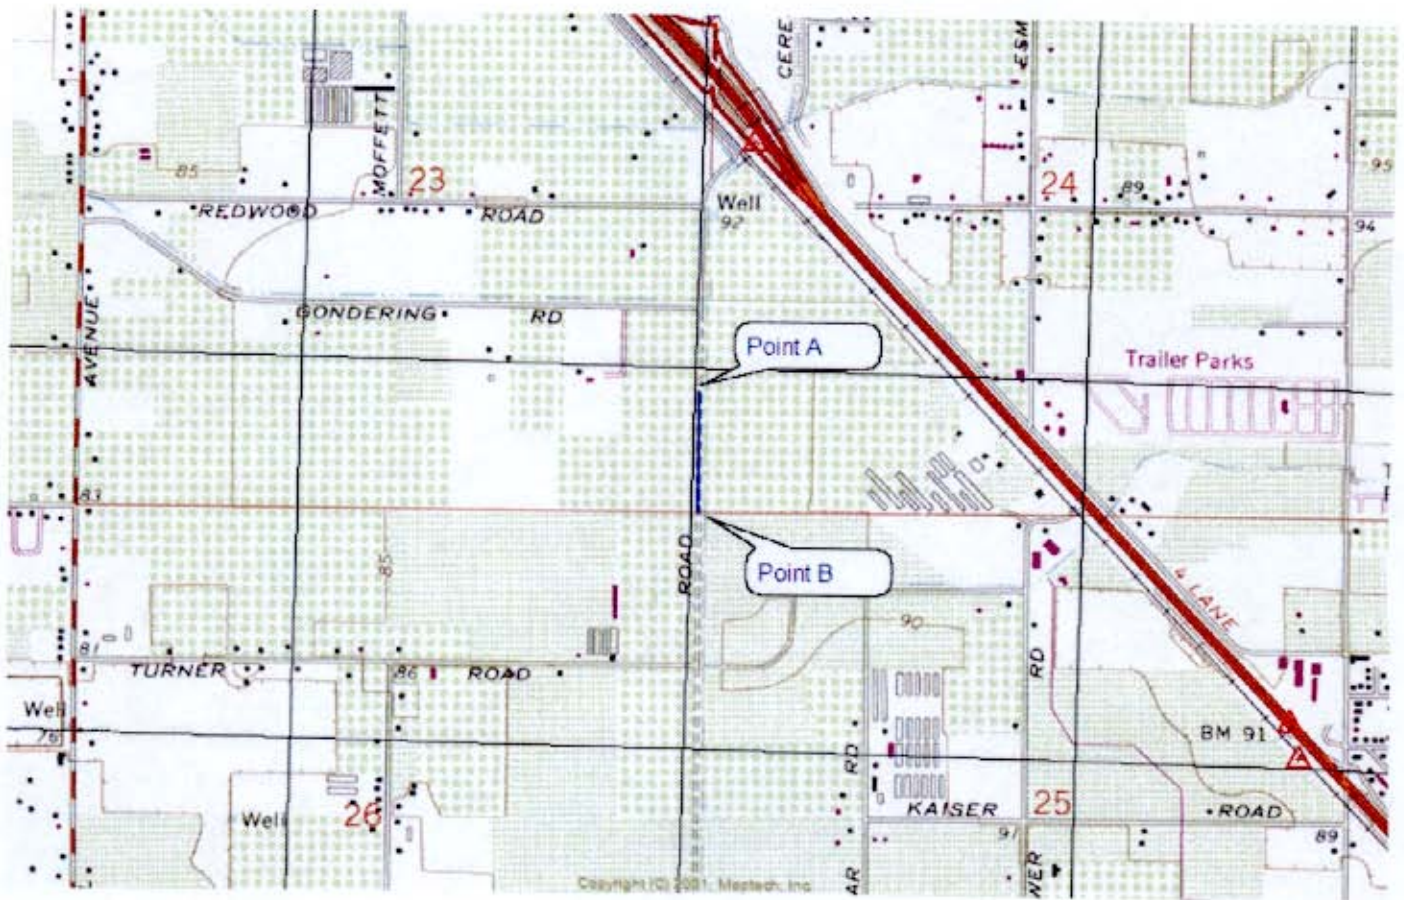 CERE
ESM
MOFFETT
85
23
95
24
89
REDWOOD ROAD
Well
92
94
GONDERING RD
AVENUE
Point A
Trailer Parks
83
85
ROAD
Point B
4 LANE
90
81
TURNER
86
ROAD
RD
Well
76
BM 91
RD
Well
26
KAISER
25
ROAD
91
89
AR
NER
Copyright (C) 2001, Maptech, Inc.